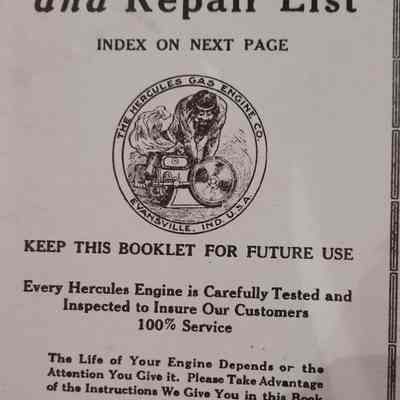 and Repair List
INDEX ON NEXT PAGE
THE HERCULES GAS ENGINE CO.
EVANSVILLE, IND. U.S.A.
KEEP THIS BOOKLET FOR FUTURE USE
Every Hercules Engine is Carefully Tested and
Inspected to Insure Our Customers
100% Service
The Life of Your Engine Depends or the
Attention You Give it. Please Take Advantage
of the Instructions We Give You in this Book